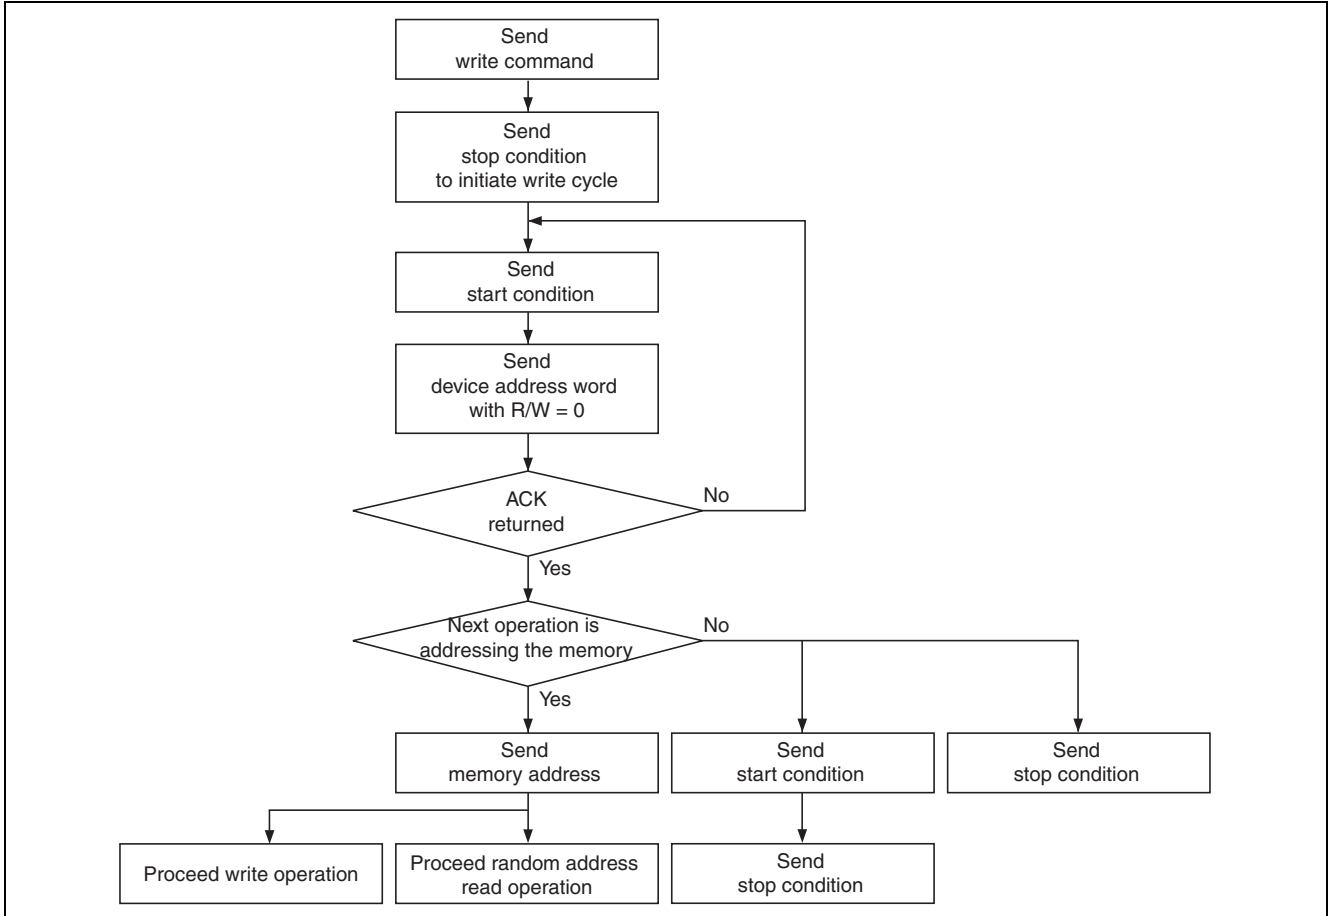 Send
write command
Send
stop condition
to initiate write cycle
Send
start condition
Send
device address word
with R/W = 0
ACK
returned
No
Yes
Next operation is
addressing the memory
No
Yes
Send
memory address
Send
start condition
Send
stop condition
Proceed write operation
Proceed random address
read operation
Send
stop condition